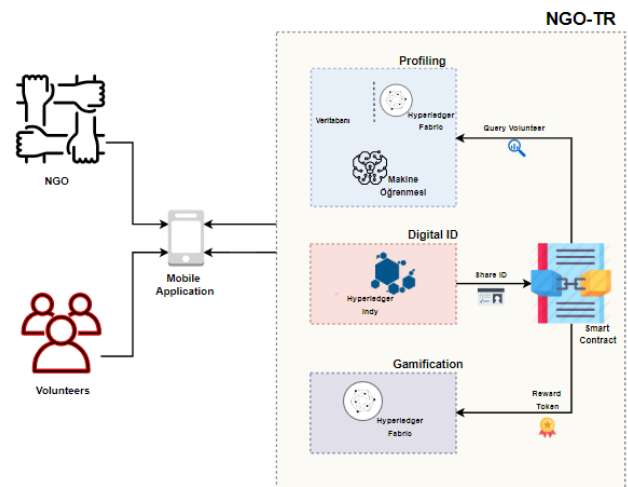 NGO-TR
Profiling
Veritabanı
Hyperledger
Fabric
Makine
Öğrenmesi
Query Volunteer
NGO
Mobile
Application
Digital ID
Hyperledger
Indy
Share ID
Smart
Contract
Volunteers
Gamification
Hyperledger
Fabric
Reward
Token